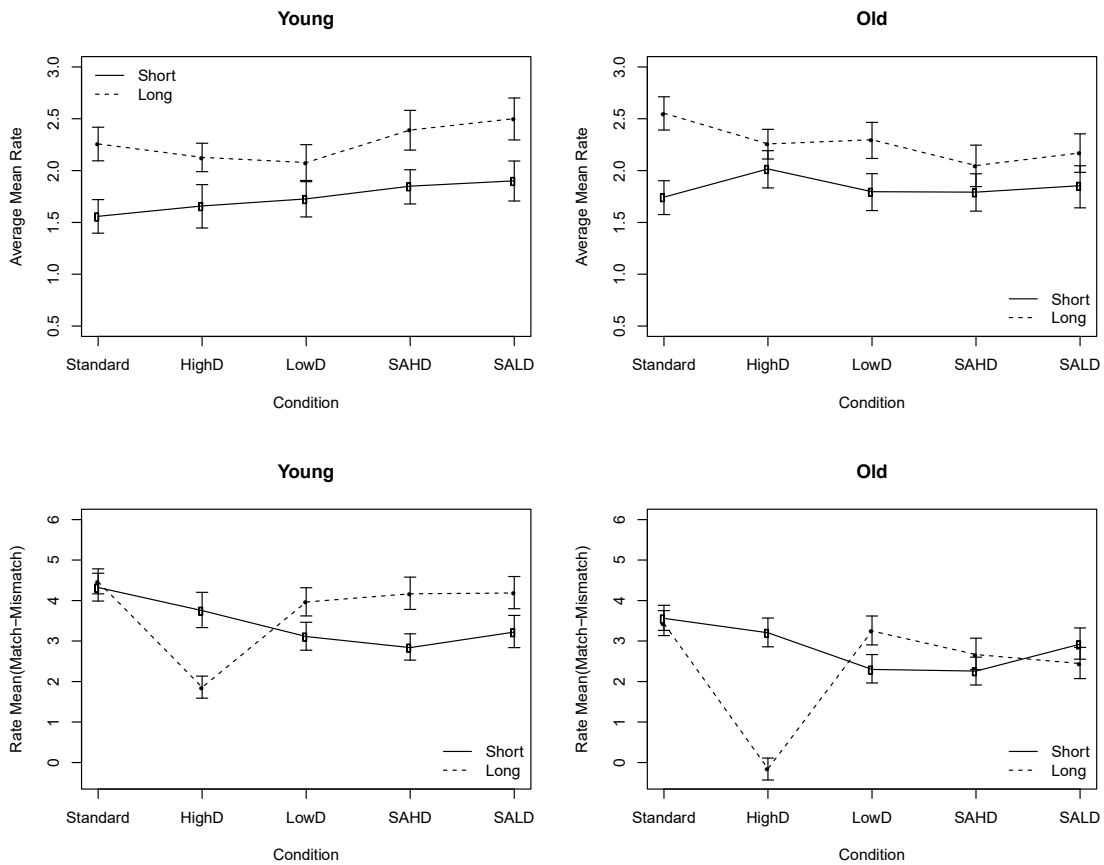 Young
Average Mean Rate
3.0
2.5
2.0
1.5
1.0
0.5
Short
Long
Standard HighD LowD SAHD SALD
Condition
Old
Average Mean Rate
3.0
2.5
2.0
1.5
1.0
0.5
Short
Long
Standard HighD LowD SAHD SALD
Condition
Young
Rate Mean(Match−Mismatch)
6
5
4
3
2
1
0
Short
Long
Standard HighD LowD SAHD SALD
Condition
Old
Rate Mean(Match−Mismatch)
6
5
4
3
2
1
0
Short
Long
Standard HighD LowD SAHD SALD
Condition